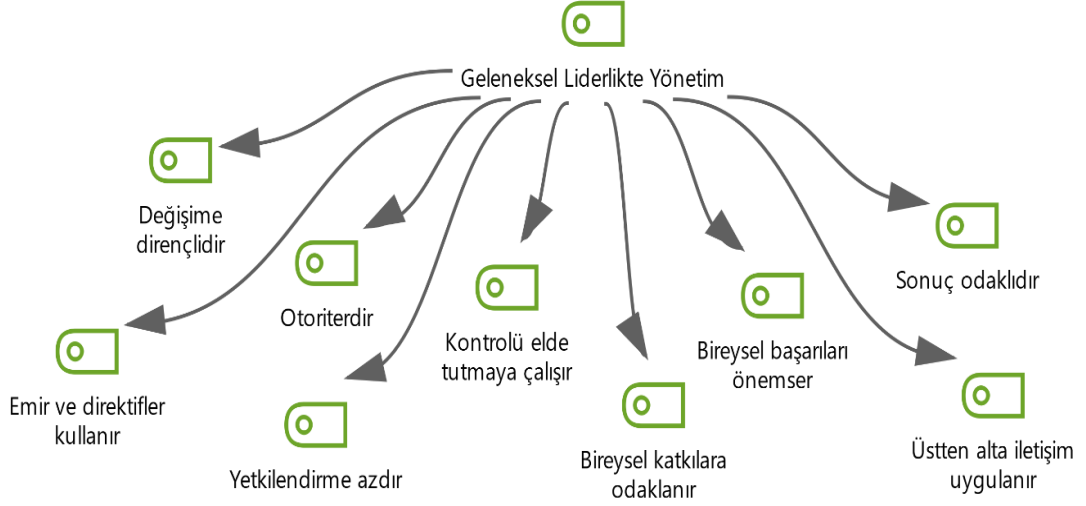 Geleneksel Liderlikte Yönetim
Değişime
dirençlidir
Otoriterdir
Emir ve direktifler
kullanır
Yetkilendirme azdır
Kontrolü elde
tutmaya çalışır
Bireysel katkılara
odaklanır
Bireysel başarıları
önemser
Sonuç odaklıdır
Üstten alta iletişim
uygulanır